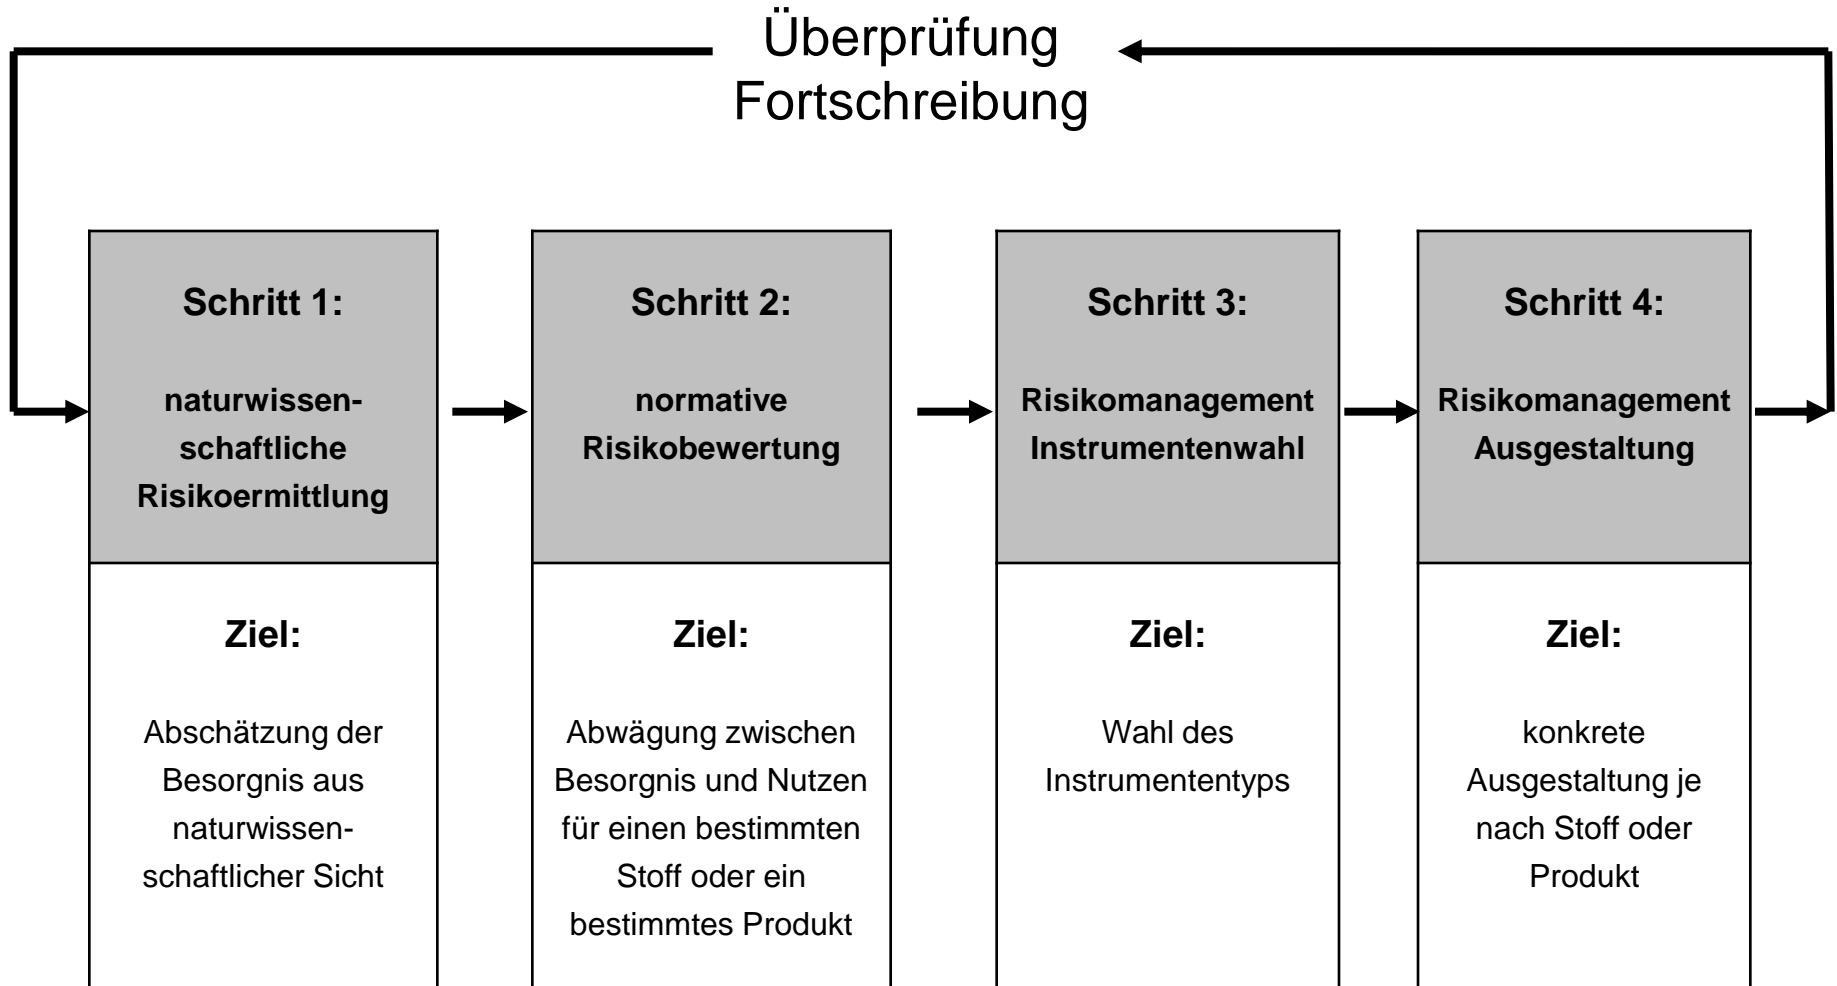 Überprüfung
Fortschreibung
Schritt 1:
naturwissen-
schaftliche
Risikoermittlung
Ziel:
Abschätzung der
Besorgnis aus
naturwissen-
schaftlicher Sicht
Schritt 2:
normative
Risikobewertung
Ziel:
Abwägung zwischen
Besorgnis und Nutzen
für einen bestimmten
Stoff oder ein
bestimmtes Produkt
Schritt 3:
Risikomanagement
Instrumentenwahl
Ziel:
Wahl des
Instrumententyps
Schritt 4:
Risikomanagement
Ausgestaltung
Ziel:
konkrete
Ausgestaltung je
nach Stoff oder
Produkt